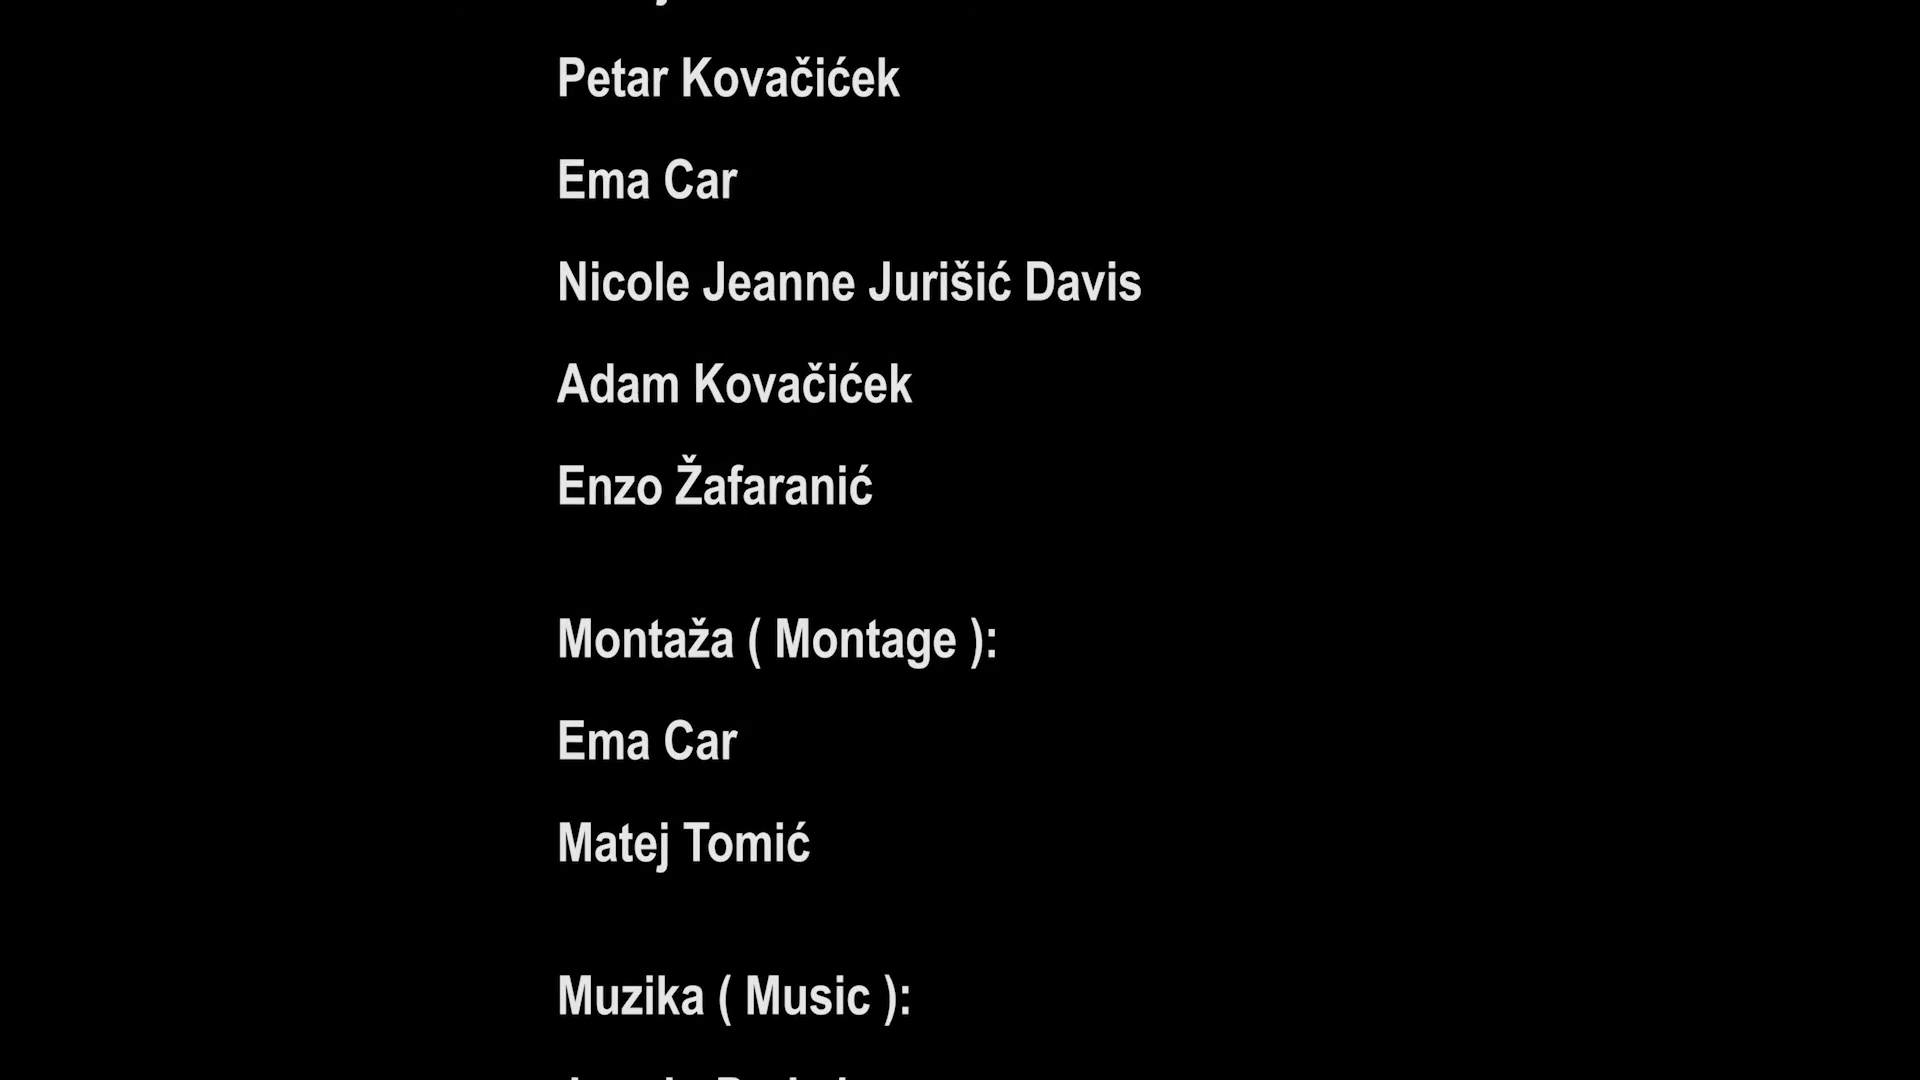 Petar Kovačićek
Ema Car
Nicole Jeanne Jurišić Davis
Adam Kovačićek
Enzo Žafaranić
Montaža ( Montage ):
Ema Car
Matej Tomić
Muzika ( Music ):